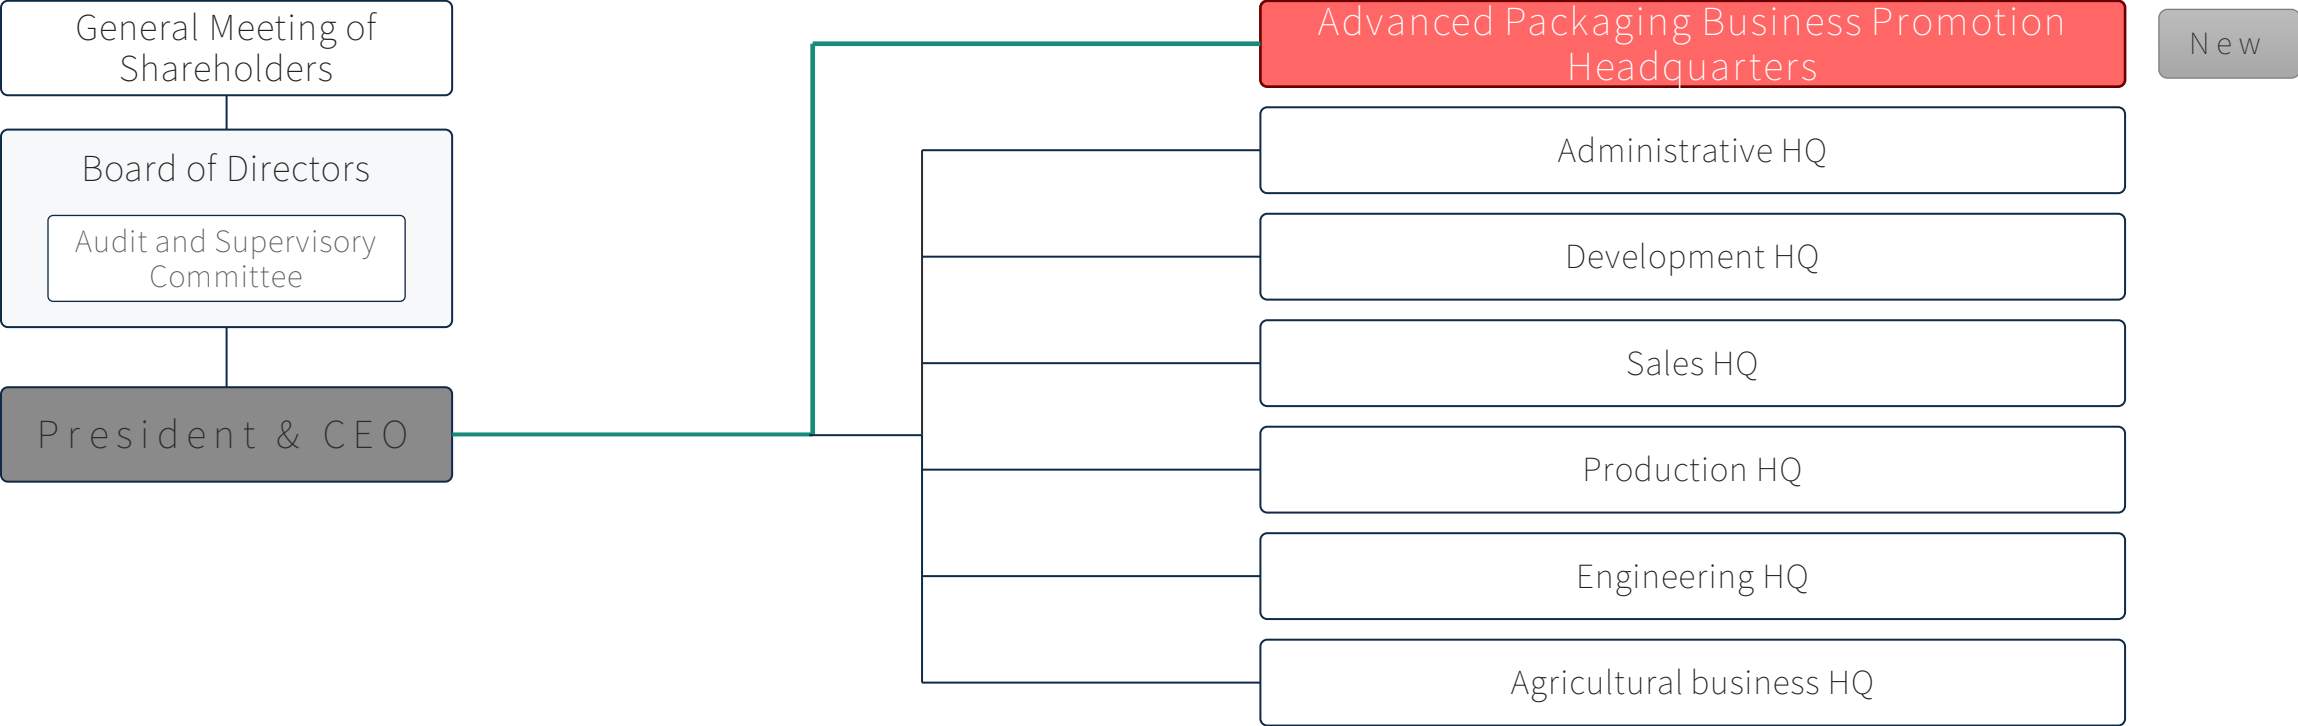 General Meeting of
Shareholders
Board of Directors
Audit and Supervisory
Committee
President & CEO
Advanced Packaging Business Promotion
Headquarters
New
Administrative HQ
Development HQ
Sales HQ
Production HQ
Engineering HQ
Agricultural business HQ